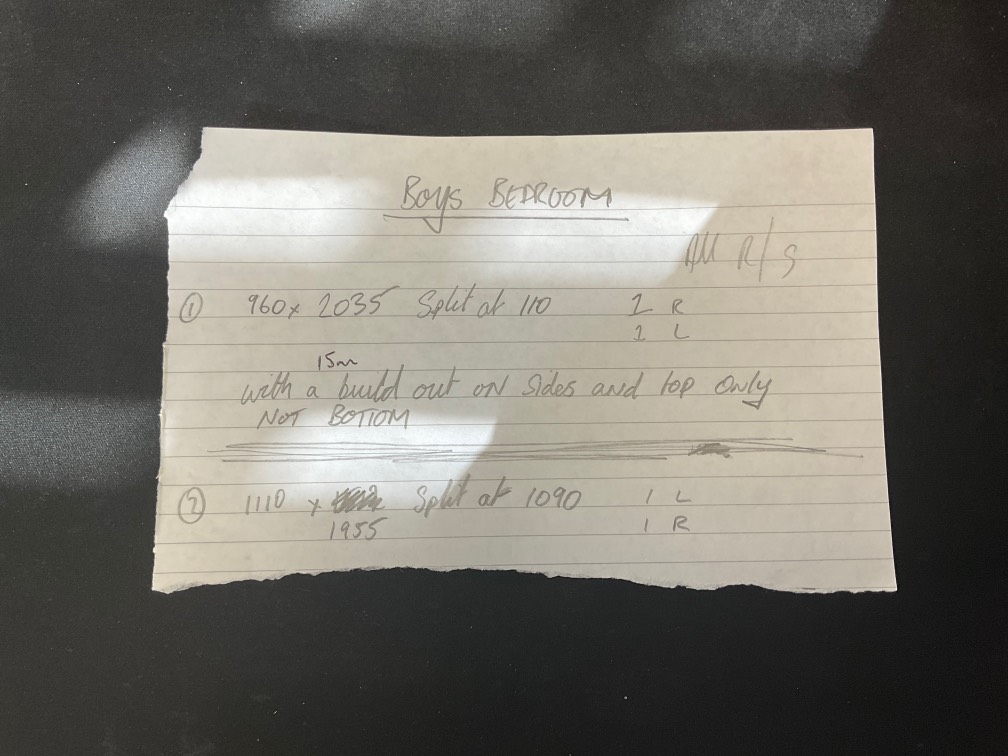 Boys BEDROOM
All R/S
① 960 x 2035 Split at 110 1 R
1 L
15mm
with a build out on sides and top only
NOT BOTTOM
② 1110 x Split at 1090 1 L
1955 1 R